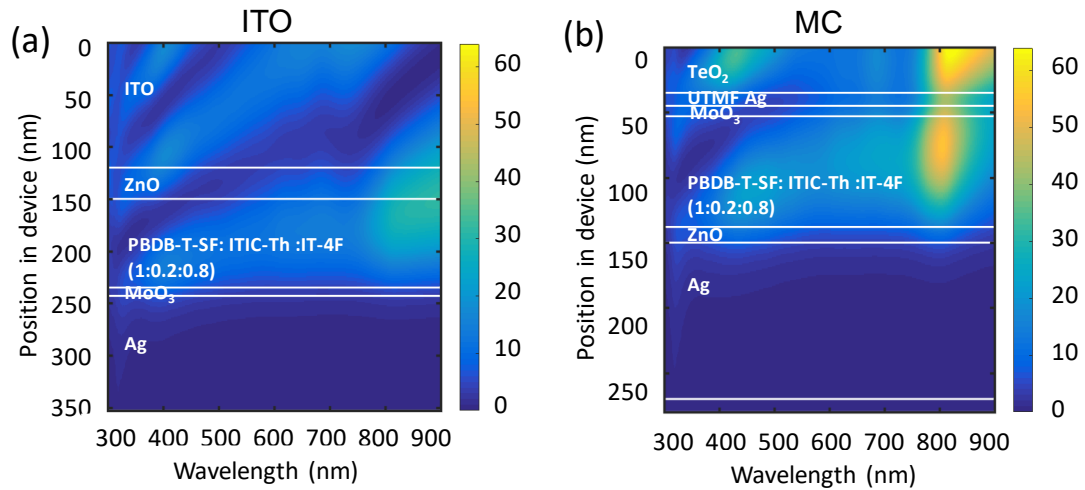 ITO
(a)
0
50
100
150
200
250
300
350
ITO
ZnO
PBDB-T-SF: ITIC-Th :IT-4F
(1:0.2:0.8)
MoO₃
Ag
300 400 500 600 700 800 900
Wavelength (nm)
Position in device (nm)
60
50
40
30
20
10
0
MC
(b)
0
50
100
150
200
250
TeO₂
UTMF Ag
MoO₃
PBDB-T-SF: ITIC-Th :IT-4F
(1:0.2:0.8)
ZnO
Ag
300 400 500 600 700 800 900
Wavelength (nm)
Position in device (nm)
60
50
40
30
20
10
0